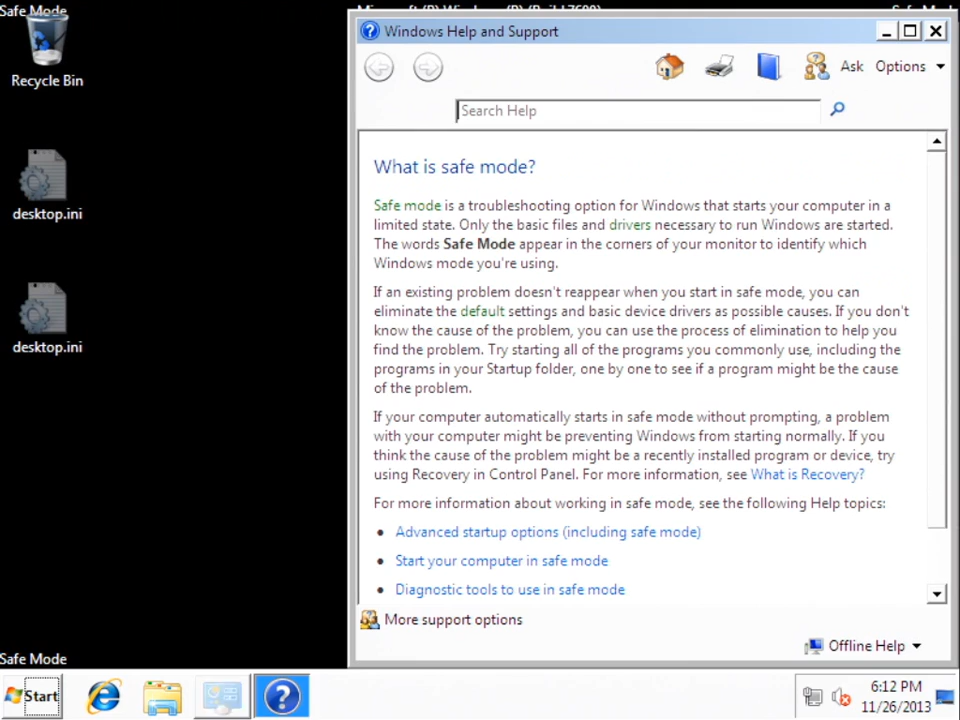 Safe Mode
Recycle Bin
desktop.ini
desktop.ini
Safe Mode
Windows Help and Support
Ask Options
Search Help
What is safe mode?
Safe mode is a troubleshooting option for Windows that starts your computer in a
limited state. Only the basic files and drivers necessary to run Windows are started.
The words Safe Mode appear in the corners of your monitor to identify which
Windows mode you're using.
If an existing problem doesn't reappear when you start in safe mode, you can
eliminate the default settings and basic device drivers as possible causes. If you don't
know the cause of the problem, you can use the process of elimination to help you
find the problem. Try starting all of the programs you commonly use, including the
programs in your Startup folder, one by one to see if a program might be the cause
of the problem.
If your computer automatically starts in safe mode without prompting, a problem
with your computer might be preventing Windows from starting normally. If you
think the cause of the problem might be a recently installed program or device, try
using Recovery in Control Panel. For more information, see What is Recovery?
For more information about working in safe mode, see the following Help topics:
• Advanced startup options (including safe mode)
• Start your computer in safe mode
• Diagnostic tools to use in safe mode
More support options
Offline Help
Start
6:12 PM
11/26/2013